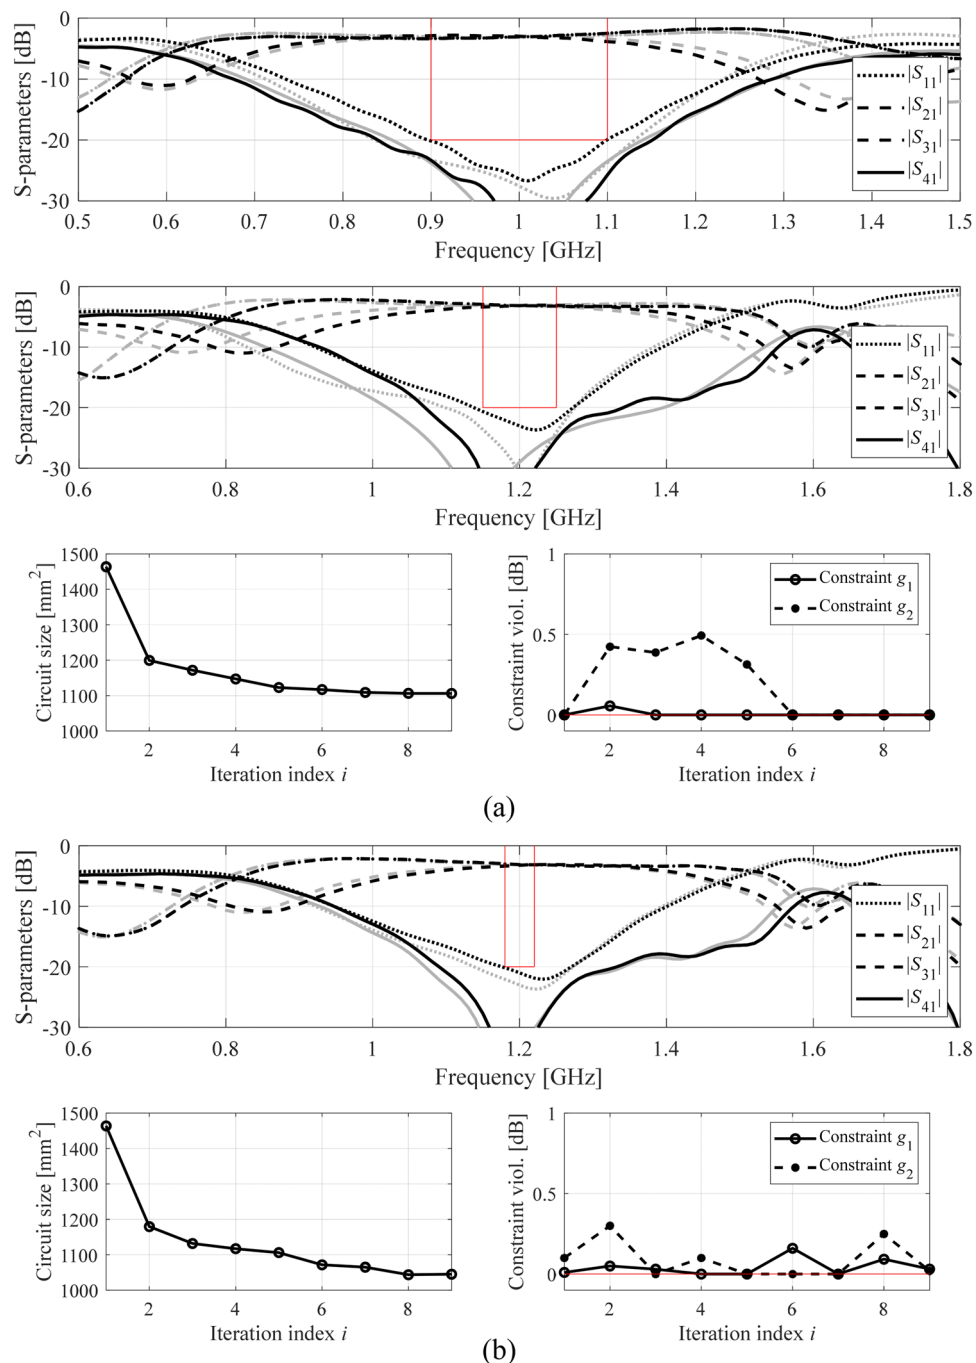 S-parameters [dB]
0
-10
-20
-30
|S11|
|S21|
|S31|
|S41|
0.5 0.6 0.7 0.8 0.9 1 1.1 1.2 1.3 1.4 1.5
Frequency [GHz]
S-parameters [dB]
0
-10
-20
-30
|S11|
|S21|
|S31|
|S41|
0.6 0.8 1 1.2 1.4 1.6 1.8
Frequency [GHz]
Circuit size [mm2]
1500
1400
1300
1200
1100
1000
2 4 6 8
Iteration index i
Constraint viol. [dB]
1
0.5
0
Constraint g1
Constraint g2
2 4 6 8
Iteration index i
(a)
S-parameters [dB]
0
-10
-20
-30
|S11|
|S21|
|S31|
|S41|
0.6 0.8 1 1.2 1.4 1.6 1.8
Frequency [GHz]
Circuit size [mm2]
1500
1400
1300
1200
1100
1000
2 4 6 8
Iteration index i
Constraint viol. [dB]
1
0.5
0
Constraint g1
Constraint g2
2 4 6 8
Iteration index i
(b)